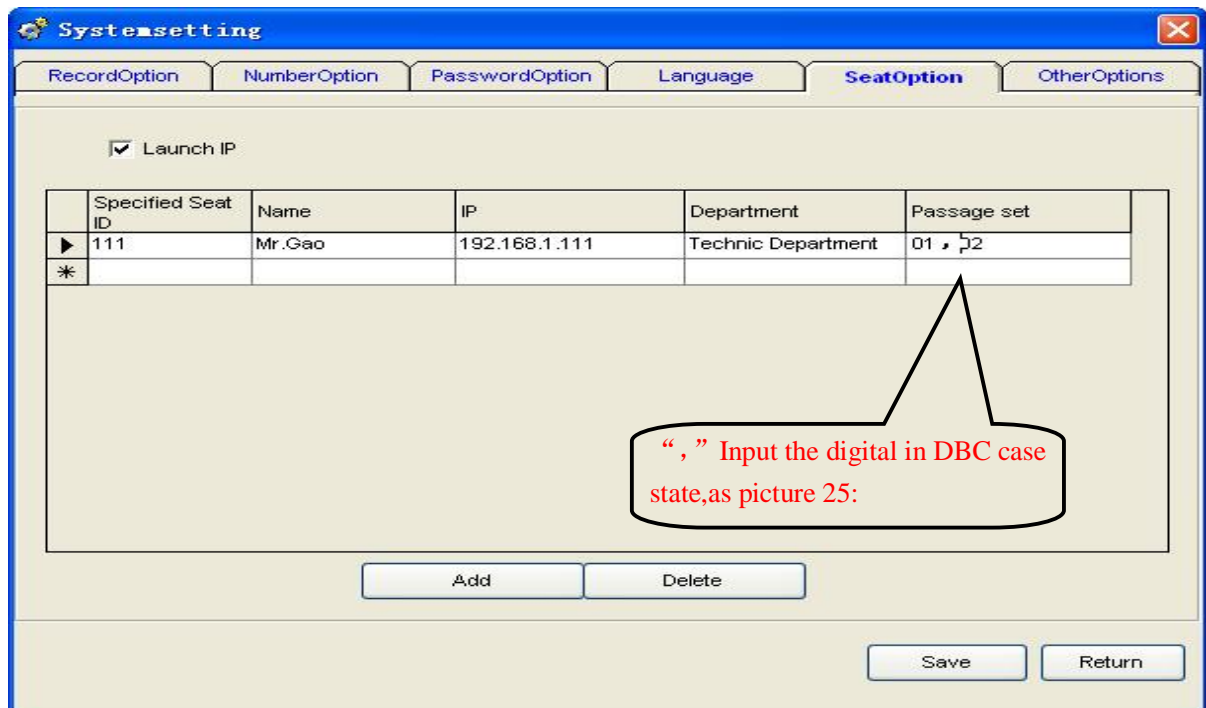 Systemsetting
RecordOption NumberOption PasswordOption Language SeatOption OtherOptions
Launch IP
Specified Seat ID Name IP Department Passage set
111 Mr.Gao 192.168.1.111 Technic Department 01，02
“，” Input the digital in DBC case
state,as picture 25:
Add Delete
Save Return